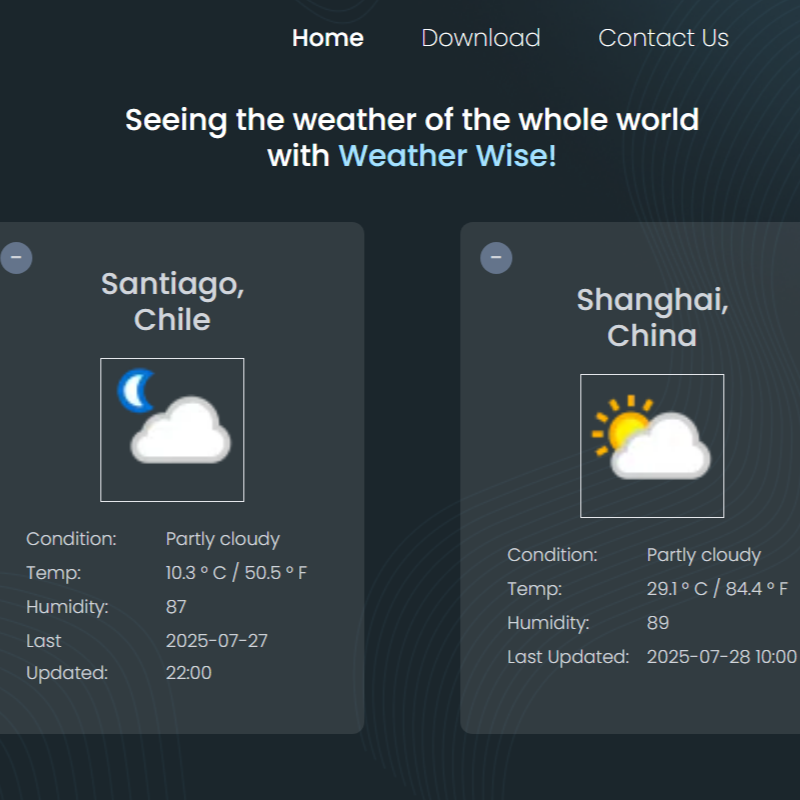 Home Download Contact Us
Seeing the weather of the whole world
with Weather Wise!
Santiago,
Chile
Condition: Partly cloudy
Temp: 10.3 ° C / 50.5 ° F
Humidity: 87
Last 2025-07-27
Updated: 22:00
Shanghai,
China
Condition: Partly cloudy
Temp: 29.1 ° C / 84.4 ° F
Humidity: 89
Last Updated: 2025-07-28 10:00